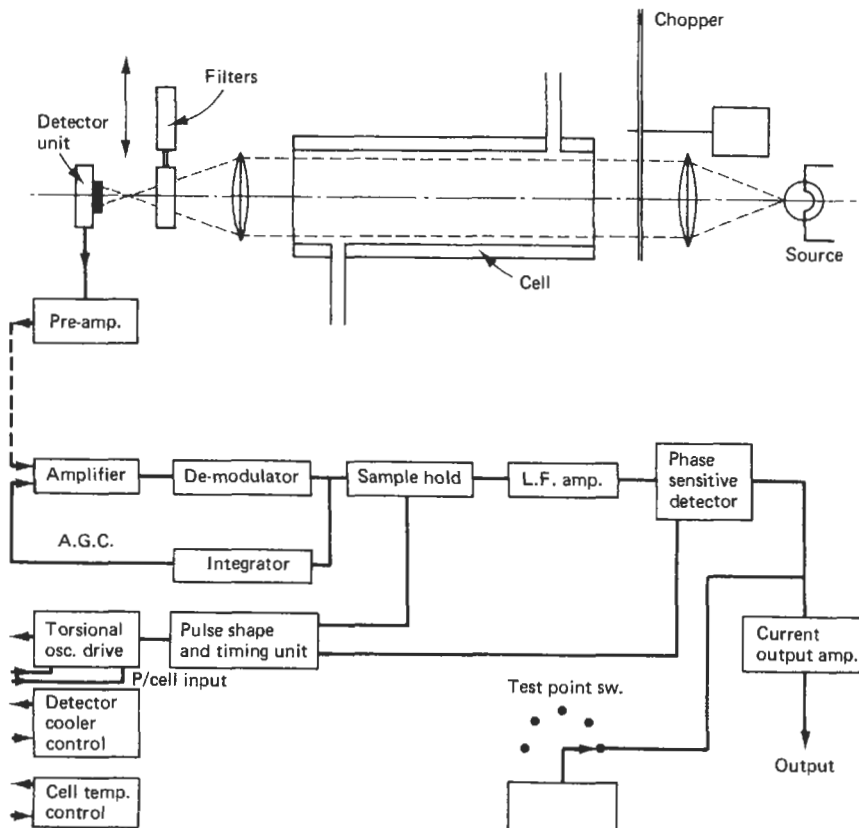 Chopper
Filters
Detector
unit
Source
Cell
Pre-amp.
Amplifier
De-modulator
Sample hold
L.F. amp.
Phase
sensitive
detector
A.G.C.
Integrator
Torsional
osc. drive
Pulse shape
and timing unit
Current
output amp.
P/cell input
Test point sw.
Detector
cooler
control
Output
Cell temp.
control